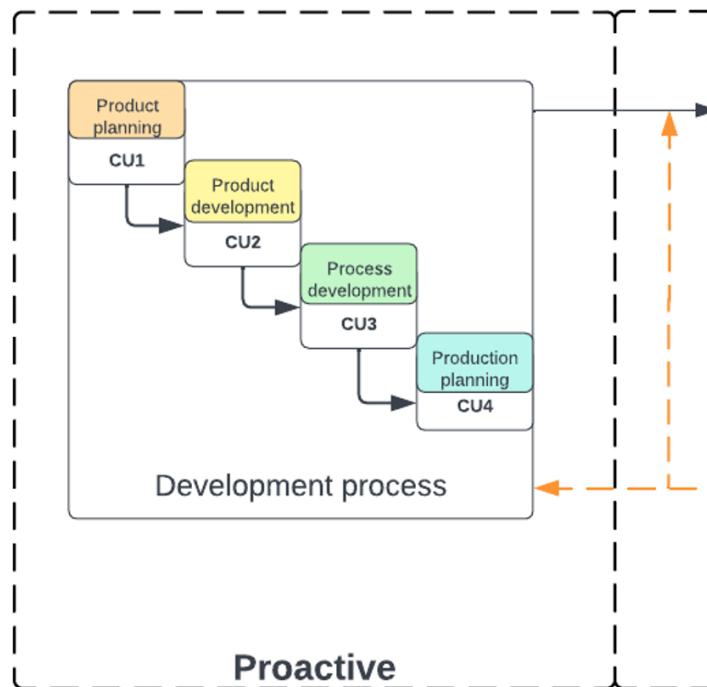 Product
planning
CU1
Product
development
CU2
Process
development
CU3
Production
planning
CU4
Development process
Proactive